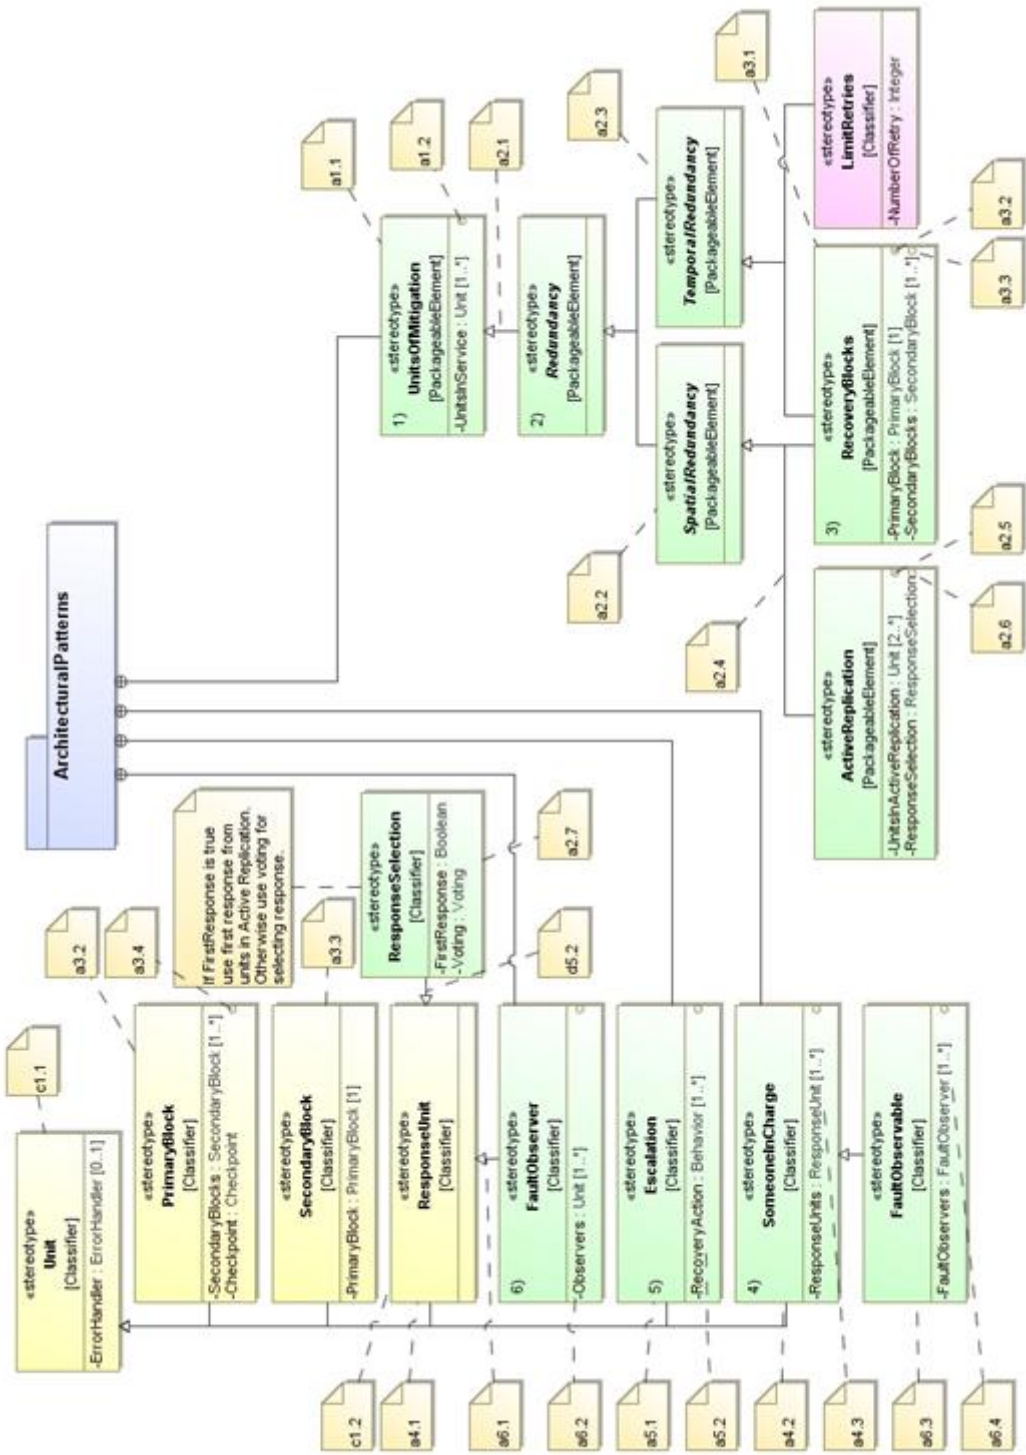 ArchitecturalPatterns
«stereotype»
Unit
[Classifier]
-ErrorHandler : ErrorHandler [0..1]
c1.1
a3.2
a3.4
«stereotype»
PrimaryBlock
[Classifier]
-SecondaryBlocks : SecondaryBlock [1..*]
-Checkpoint : Checkpoint
If FirstResponse is true
use first response from
units in Active Replication.
Otherwise use voting for
selecting response.
«stereotype»
SecondaryBlock
[Classifier]
-PrimaryBlock : PrimaryBlock [1]
a3.3
«stereotype»
ResponseUnit
[Classifier]
«stereotype»
ResponseSelection
[Classifier]
-FirstResponse : Boolean
-Voting : Voting
a2.7
d5.2
«stereotype»
6)
FaultObserver
[Classifier]
-Observers : Unit [1..*]
«stereotype»
5)
Escalation
[Classifier]
-RecoveryAction : Behavior [1..*]
«stereotype»
4)
SomeoneInCharge
[Classifier]
-ResponseUnits : ResponseUnit [1..*]
«stereotype»
FaultObservable
[Classifier]
-FaultObservers : FaultObserver [1..*]
c1.2
a4.1
a6.1
a6.2
a5.1
a5.2
a4.2
a4.3
a6.3
a6.4
a1.1
a1.2
a2.1
«stereotype»
1)
UnitsOfMitigation
[PackageableElement]
-UnitsInService : Unit [1..*]
«stereotype»
2)
Redundancy
[PackageableElement]
a2.2
a2.3
«stereotype»
SpatialRedundancy
[PackageableElement]
«stereotype»
TemporalRedundancy
[PackageableElement]
a2.4
a3.1
«stereotype»
ActiveReplication
[PackageableElement]
-UnitsInActiveReplication : Unit [2..*]
-ResponseSelection : ResponseSelection
«stereotype»
3)
RecoveryBlocks
[PackageableElement]
-PrimaryBlock : PrimaryBlock [1]
-SecondaryBlocks : SecondaryBlock [1..*]
«stereotype»
LimitRetries
[Classifier]
-NumberOfRetry : Integer
a2.6
a2.5
a3.3
a3.2